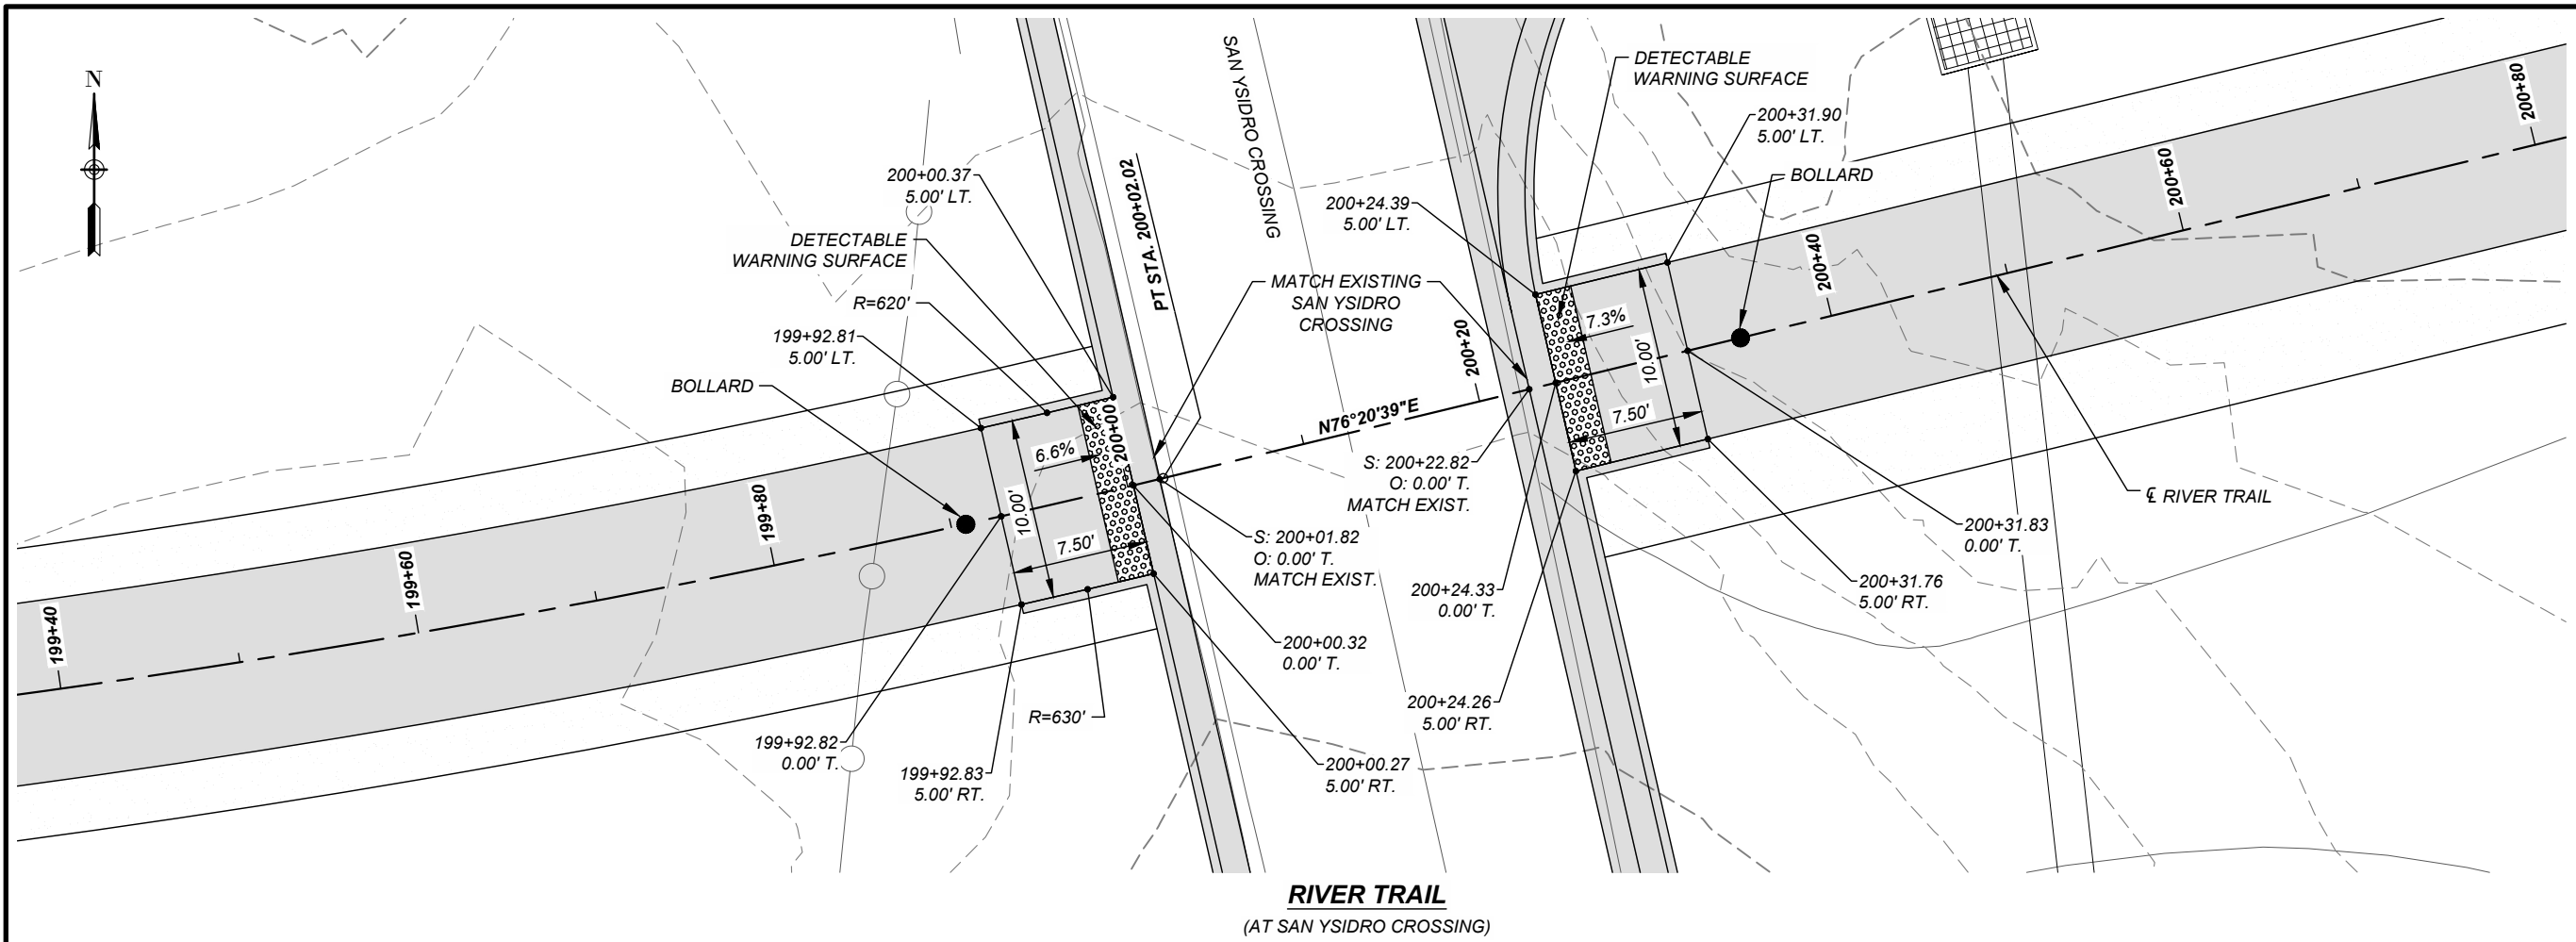 N
SAN YSIDRO CROSSING
DETECTABLE
WARNING SURFACE
200+31.90
5.00' LT.
BOLLARD
200+80
200+60
200+40
200+00.37
5.00' LT.
PT STA. 200+02.02
200+24.39
5.00' LT.
DETECTABLE
WARNING SURFACE
R=620'
MATCH EXISTING
SAN YSIDRO
CROSSING
199+92.81
5.00' LT.
BOLLARD
200+20
7.3%
10.00'
7.50'
N76°20'39"E
200+00
6.6%
10.00'
7.50'
S: 200+22.82
O: 0.00' T.
MATCH EXIST.
℄ RIVER TRAIL
199+80
199+60
199+40
S: 200+01.82
O: 0.00' T.
MATCH EXIST.
200+31.83
0.00' T.
200+24.33
0.00' T.
200+31.76
5.00' RT.
200+00.32
0.00' T.
200+24.26
5.00' RT.
R=630'
199+92.82
0.00' T.
199+92.83
5.00' RT.
200+00.27
5.00' RT.
RIVER TRAIL
(AT SAN YSIDRO CROSSING)